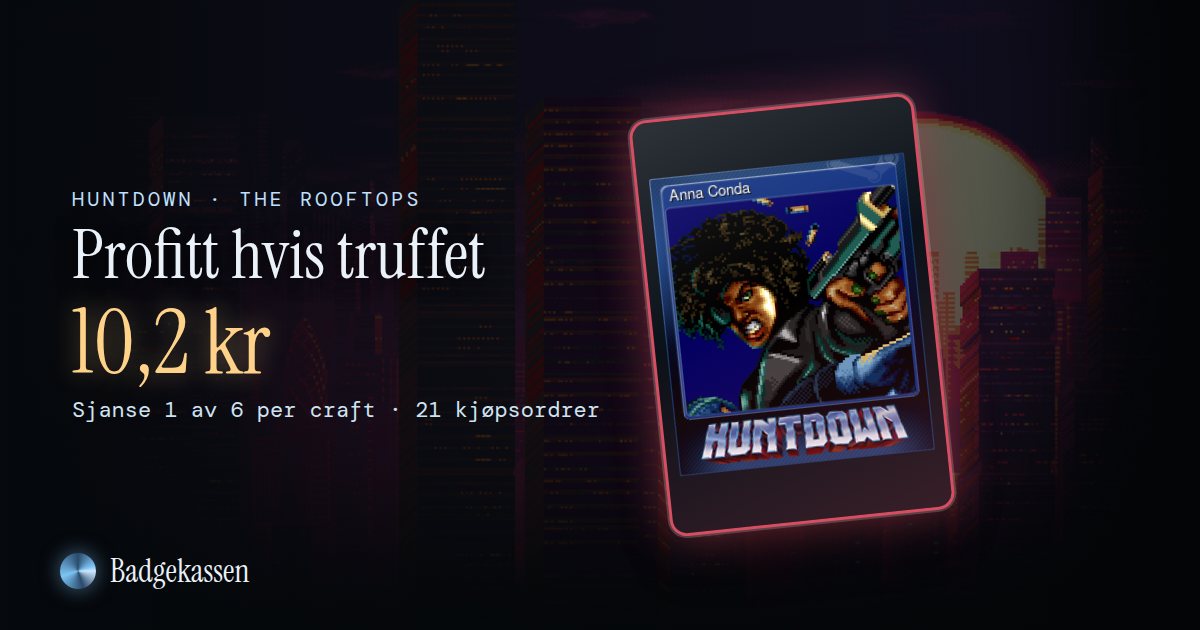 HUNTDOWN · THE ROOFTOPS
Profitt hvis truffet
10,2 kr
Sjanse 1 av 6 per craft · 21 kjøpsordrer
Badgekassen
Anna Conda
HUNTDOWN